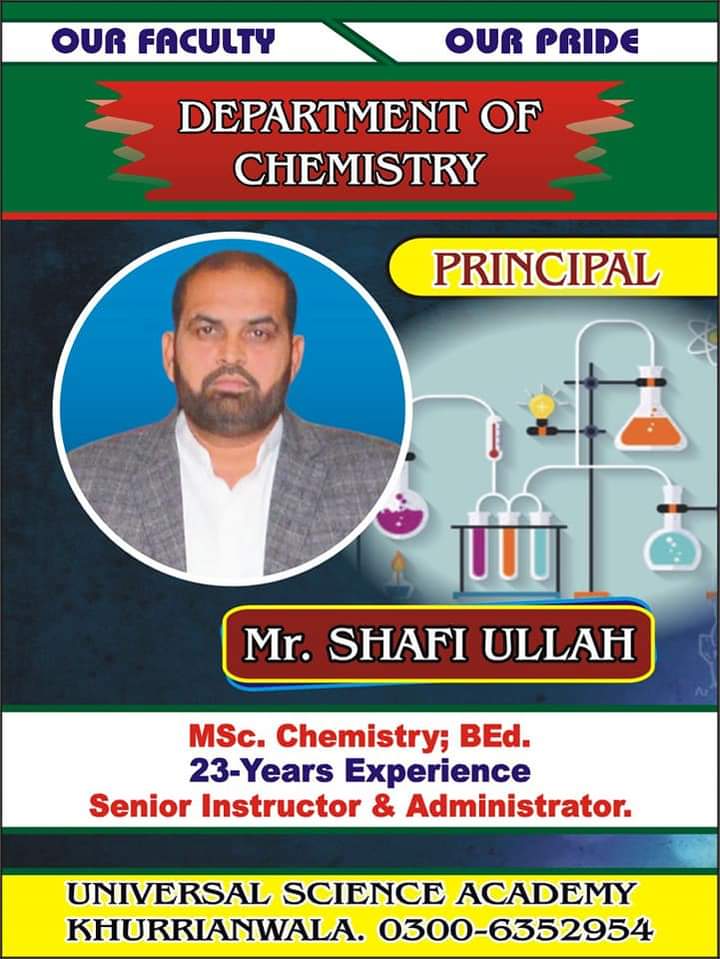 OUR FACULTY OUR PRIDE
DEPARTMENT OF
CHEMISTRY
PRINCIPAL
Mr. SHAFI ULLAH
MSc. Chemistry; BEd.
23-Years Experience
Senior Instructor & Administrator.
UNIVERSAL SCIENCE ACADEMY
KHURRIANWALA. 0300-6352954